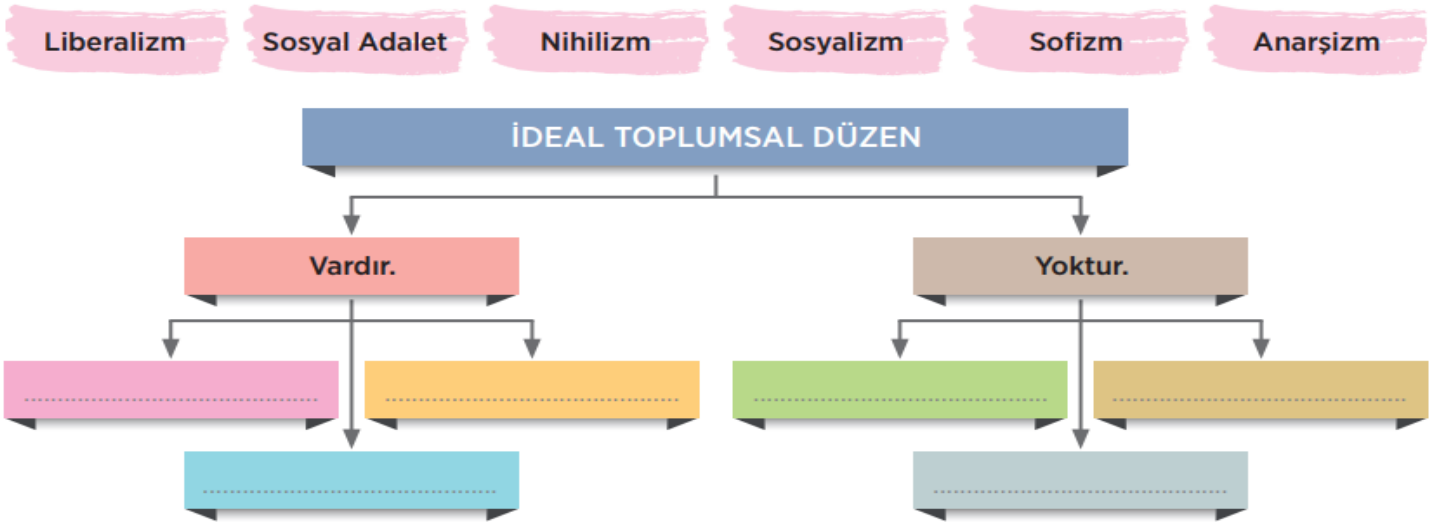 Liberalizm
Sosyal Adalet
Nihilizm
Sosyalizm
Sofizm
Anarşizm
İDEAL TOPLUMSAL DÜZEN
Vardır.
Yoktur.